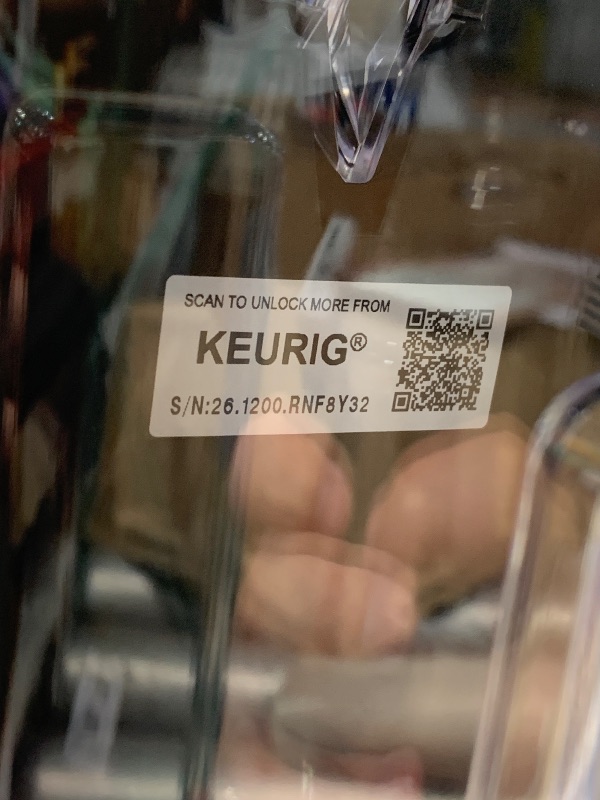 SCAN TO UNLOCK MORE FROM
KEURIG®
S/N:26.1200.RNF8Y32